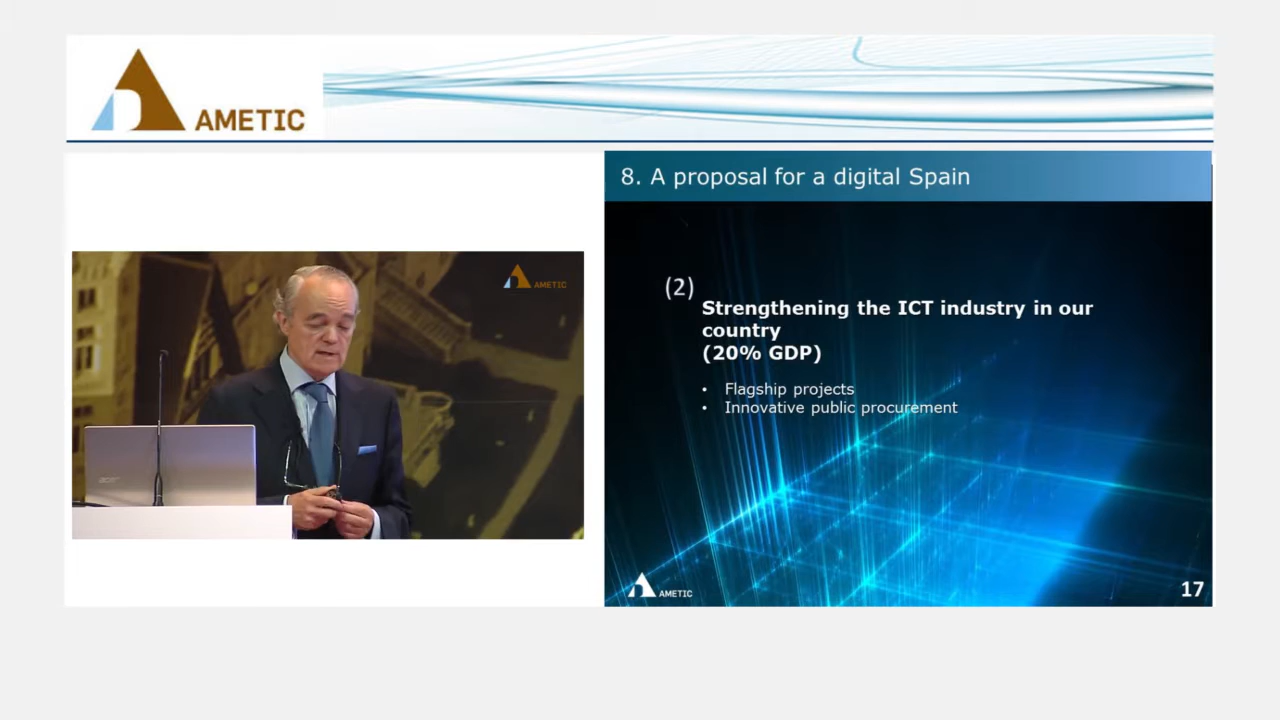 AMETIC
8. A proposal for a digital Spain
AMETIC
(2)
Strengthening the ICT industry in our
country
(20% GDP)
• Flagship projects
• Innovative public procurement
acer
AMETIC
17